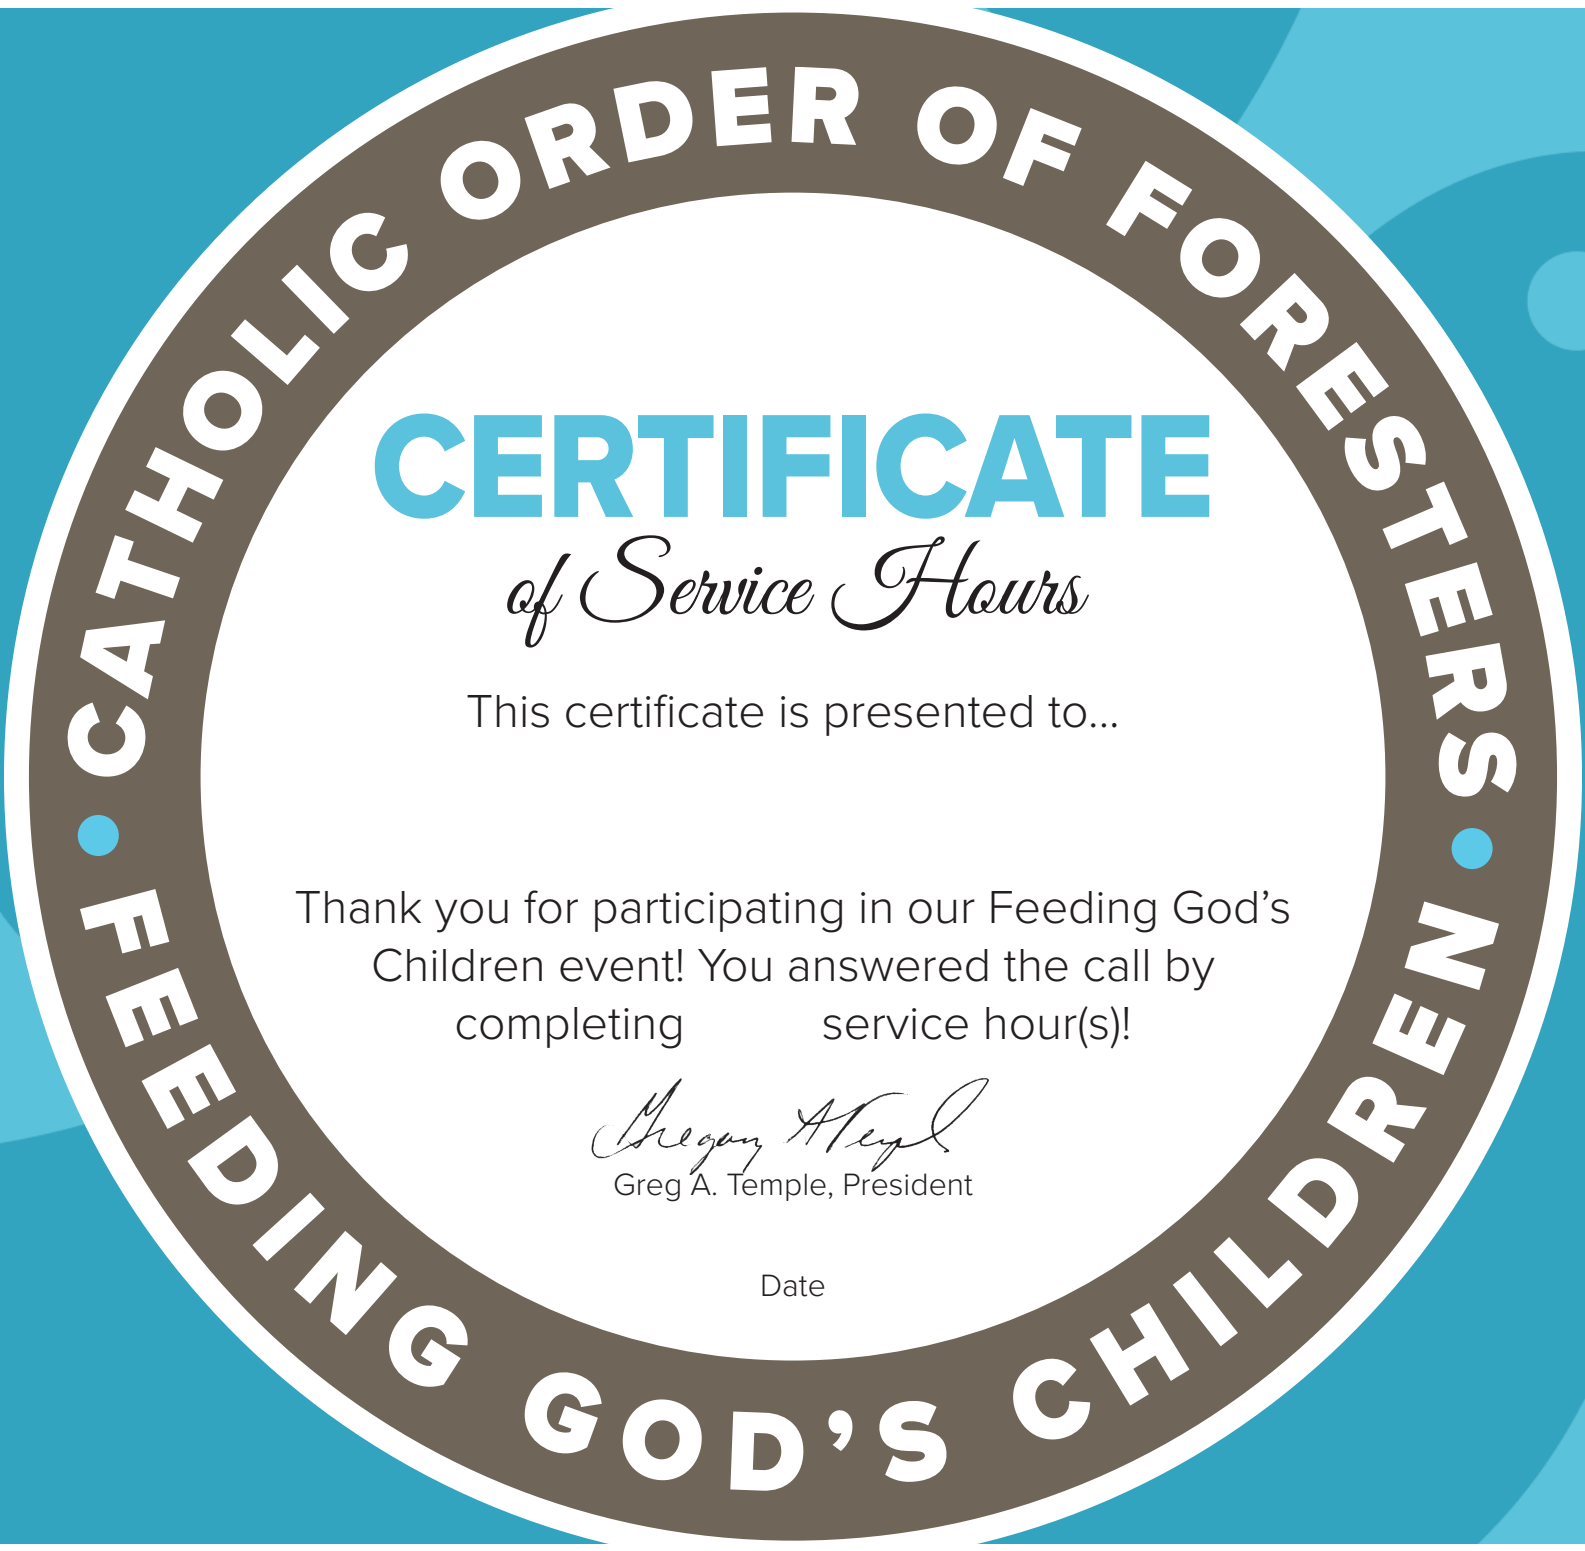 CATHOLIC ORDER OF FORESTERS
CERTIFICATE
of Service Hours
This certificate is presented to...
Thank you for participating in our Feeding God’s
Children event! You answered the call by
completing service hour(s)!
Gregory A Temple
Greg A. Temple, President
Date
FEEDING GOD’S CHILDREN